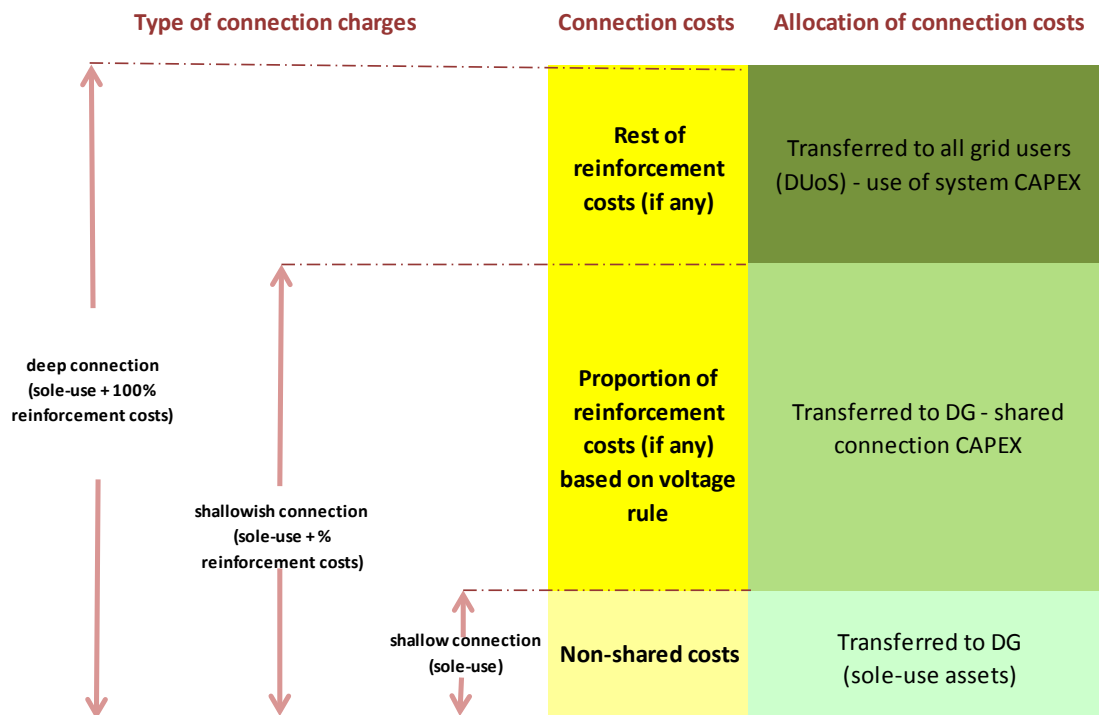 Type of connection charges
Connection costs
Allocation of connection costs
Rest of
reinforcement
costs (if any)
Transferred to all grid users
(DUoS) - use of system CAPEX
deep connection
(sole-use + 100%
reinforcement costs)
Proportion of
reinforcement
costs (if any)
based on voltage
rule
Transferred to DG - shared
connection CAPEX
shallowish connection
(sole-use + %
reinforcement costs)
shallow connection
(sole-use)
Non-shared costs
Transferred to DG
(sole-use assets)